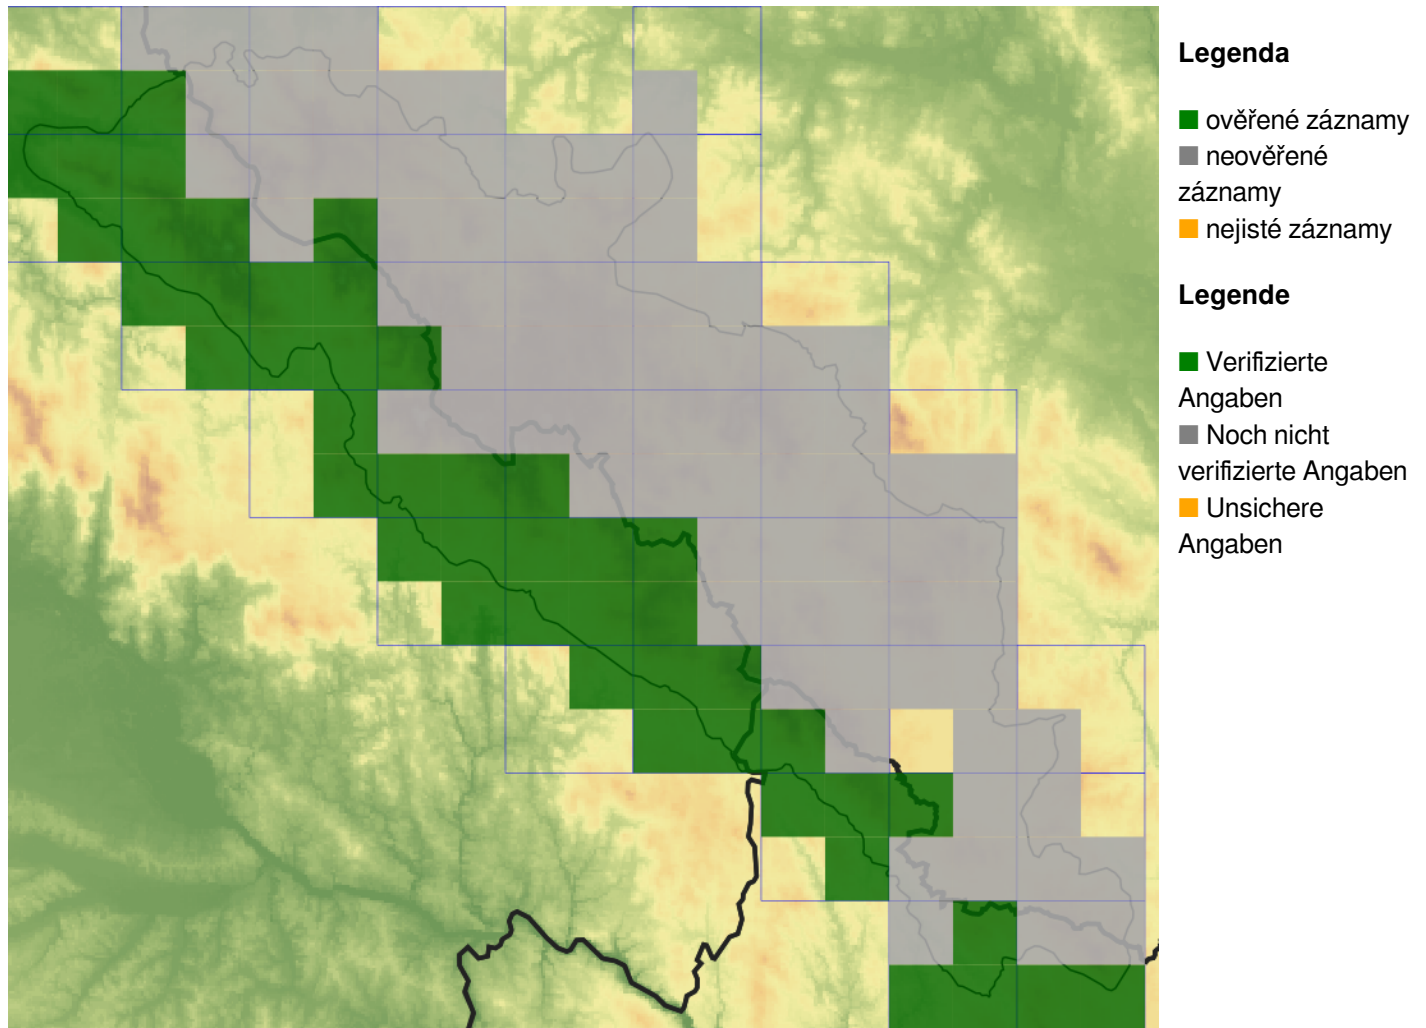 Legenda
ověřené záznamy
neověřené
záznamy
nejisté záznamy
Legende
Verifizierte
Angaben
Noch nicht
verifizierte Angaben
Unsichere
Angaben